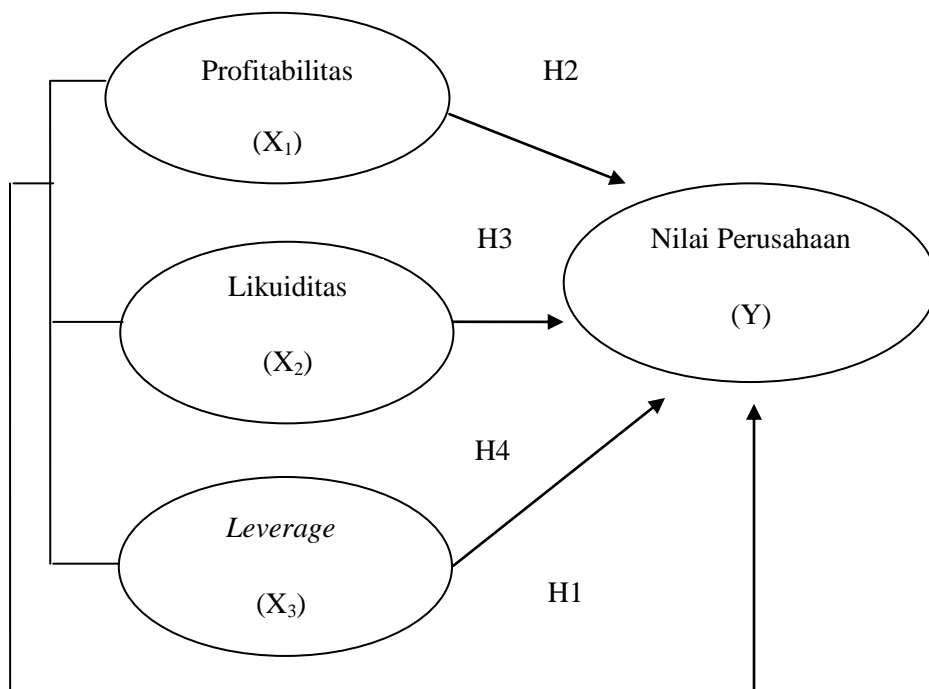 Profitabilitas
(X₁)
H2
H3
Nilai Perusahaan
(Y)
Likuiditas
(X₂)
H4
Leverage
(X₃)
H1